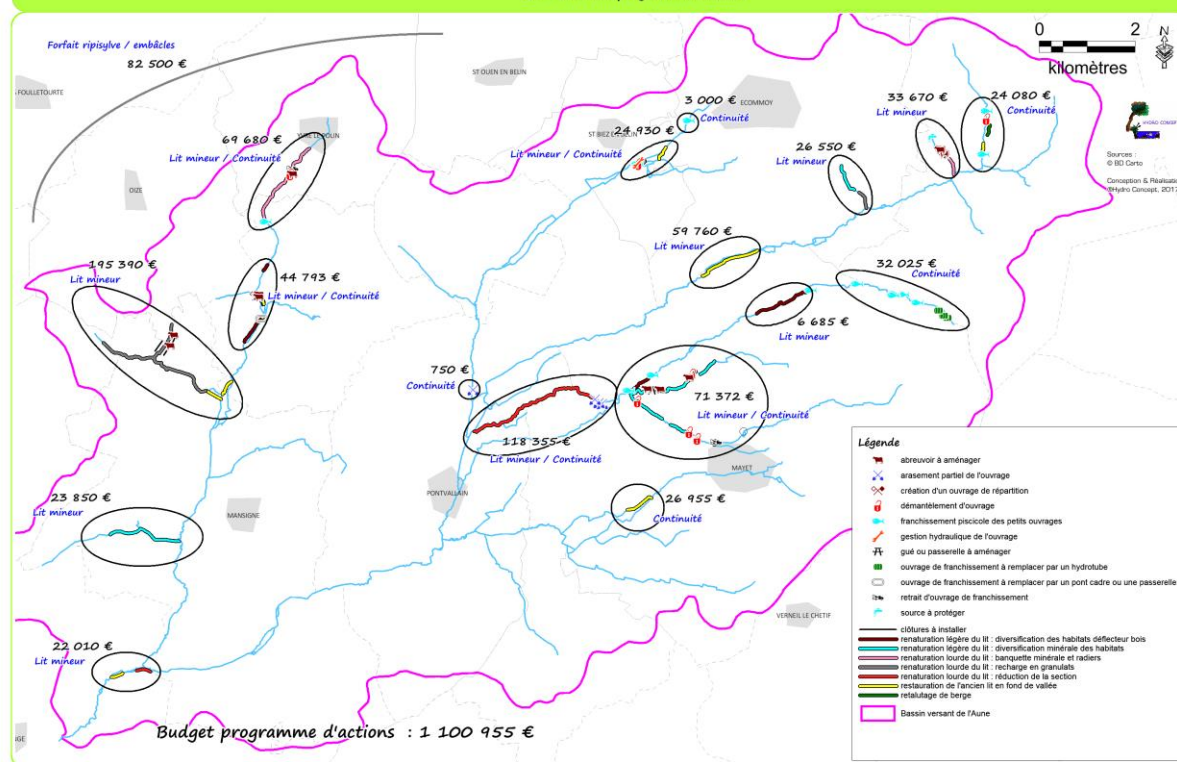 Forfait ripisylve / embâcles
82 500 €
FOULLETOURTE
ST OUEN EN BELIN
ECOMMOY
3 000 €
Continuité
ST BIEZ EN BELIN
24 930 €
Lit mineur / Continuité
0 2
kilomètres
N
33 670 €
Lit mineur
24 080 €
Continuité
HYDRO CONCEPT
Sources :
© BD Carto
Conception & Réalisation
©Hydro Concept, 2017
69 680 €
Lit mineur / Continuité
OIZE
26 550 €
Lit mineur
59 760 €
Lit mineur
195 390 €
Lit mineur
44 793 €
Lit mineur / Continuité
32 025 €
Continuité
6 685 €
Lit mineur
750 €
Continuité
71 372 €
Lit mineur / Continuité
118 355 €
Lit mineur / Continuité
MAYET
PONTVALLAIN
26 955 €
Continuité
23 850 €
Lit mineur
MANSIGNE
VERNEIL LE CHETIF
22 010 €
Lit mineur
Budget programme d'actions : 1 100 955 €
Légende
abreuvoir à aménager
arasement partiel de l'ouvrage
création d'un ouvrage de répartition
démantèlement d'ouvrage
franchissement piscicole des petits ouvrages
gestion hydraulique de l'ouvrage
gué ou passerelle à aménager
ouvrage de franchissement à remplacer par un hydrotube
ouvrage de franchissement à remplacer par un pont cadre ou une passerelle
retrait d'ouvrage de franchissement
source à protéger
clôtures à installer
renaturation légère du lit : diversification des habitats déflecteur bois
renaturation légère du lit : diversification minérale des habitats
renaturation lourde du lit : banquette minérale et radiers
renaturation lourde du lit : recharge en granulats
renaturation lourde du lit : réduction de la section
restauration de l'ancien lit en fond de vallée
retalutage de berge
Bassin versant de l'Aune